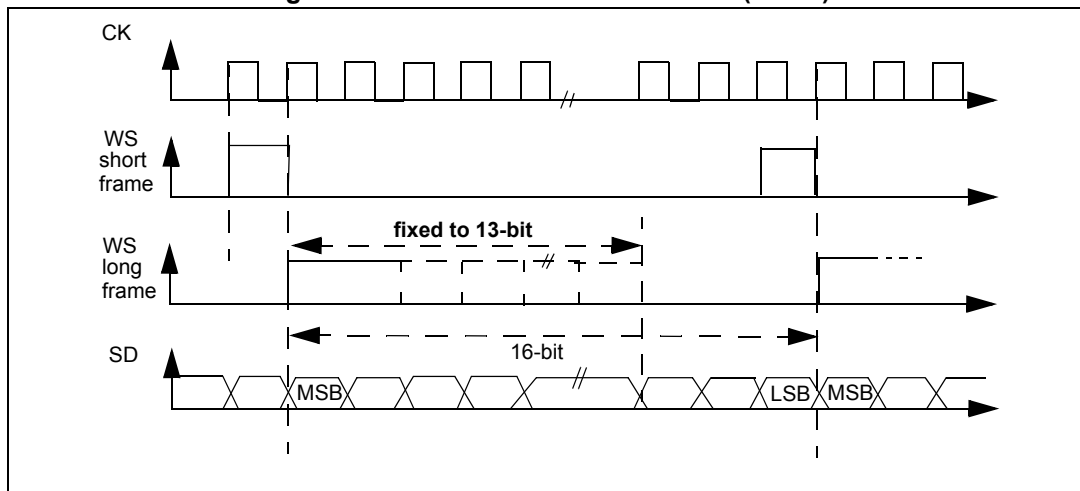 CK
WS
short
frame
WS
long
frame
fixed to 13-bit
16-bit
SD
MSB
LSB
MSB